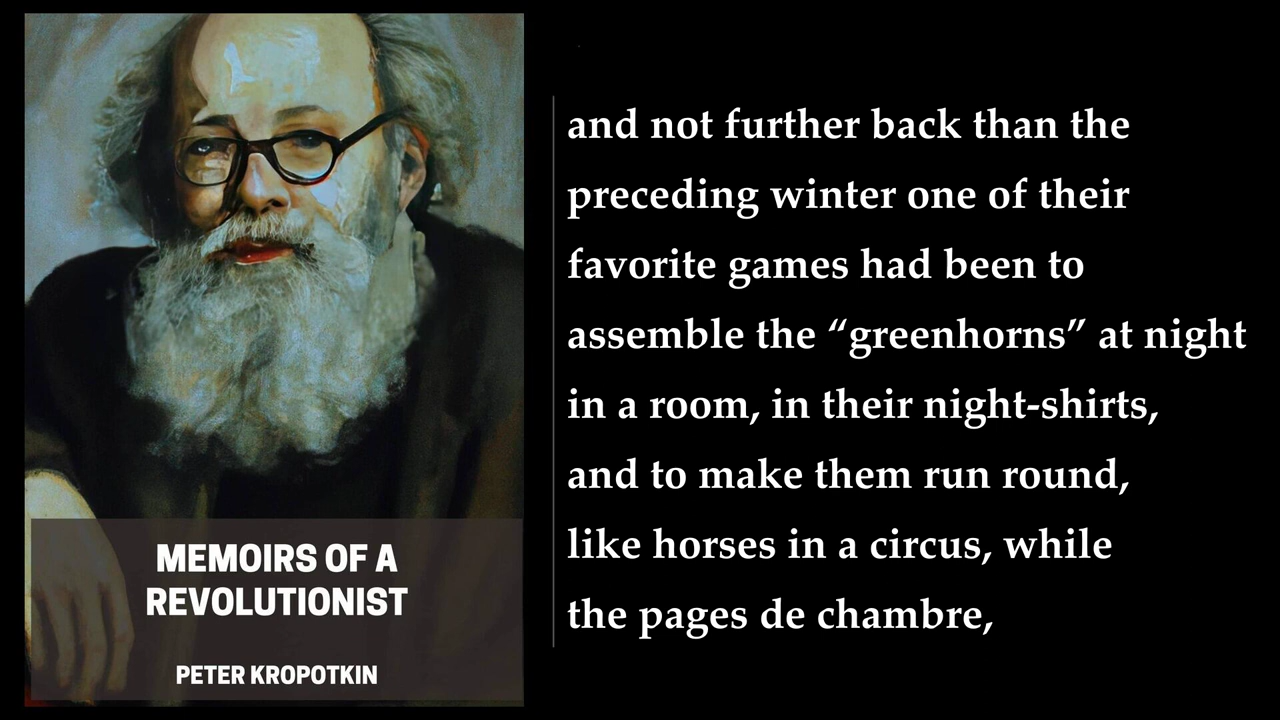 MEMOIRS OF A
REVOLUTIONIST
PETER KROPOTKIN
and not further back than the
preceding winter one of their
favorite games had been to
assemble the “greenhorns” at night
in a room, in their night-shirts,
and to make them run round,
like horses in a circus, while
the pages de chambre,